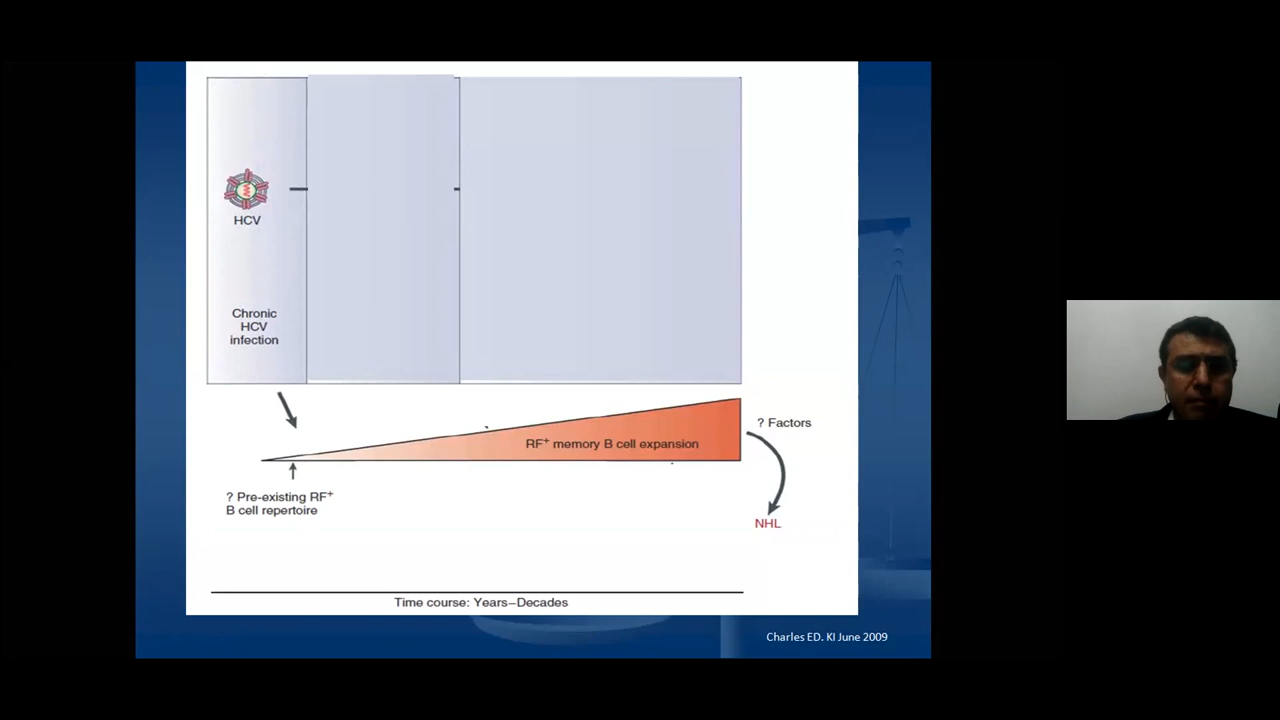 HCV
Chronic
HCV
infection
? Factors
RF⁺ memory B cell expansion
? Pre-existing RF⁺
B cell repertoire
NHL
Time course: Years–Decades
Charles ED. KI June 2009